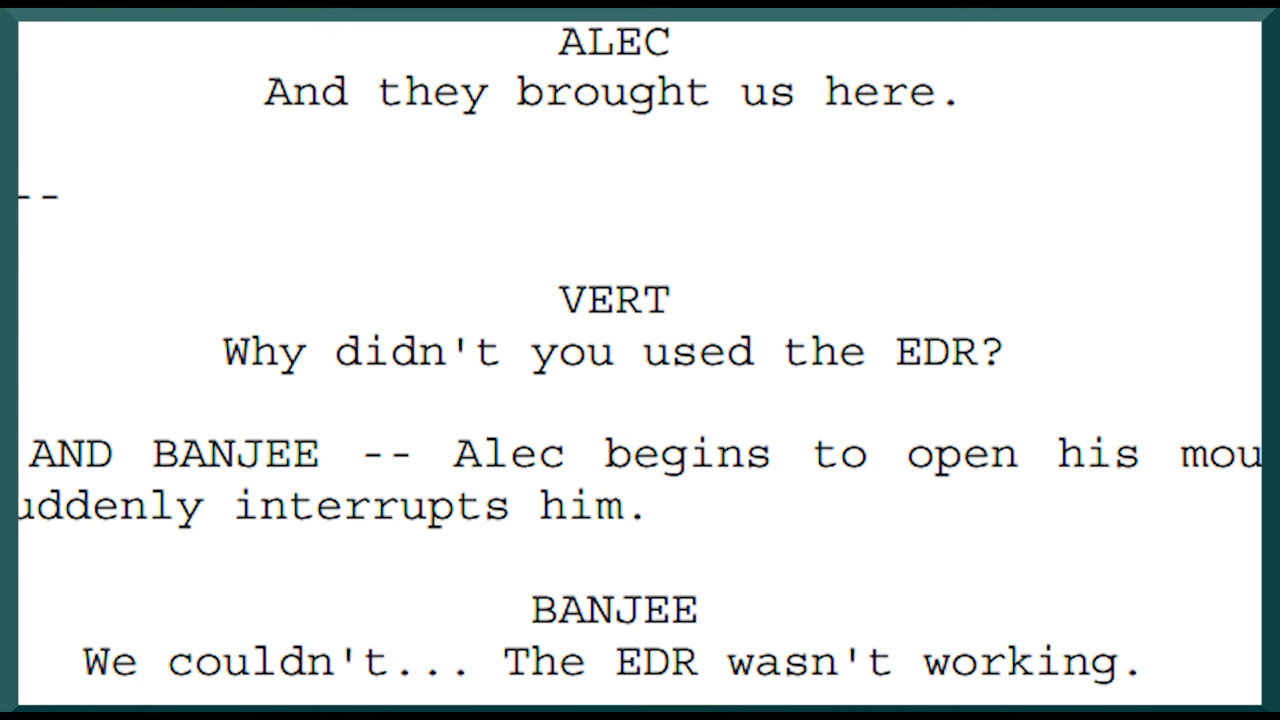 ALEC
And they brought us here.
--
VERT
Why didn't you used the EDR?
AND BANJEE -- Alec begins to open his mou
uddenly interrupts him.
BANJEE
We couldn't... The EDR wasn't working.